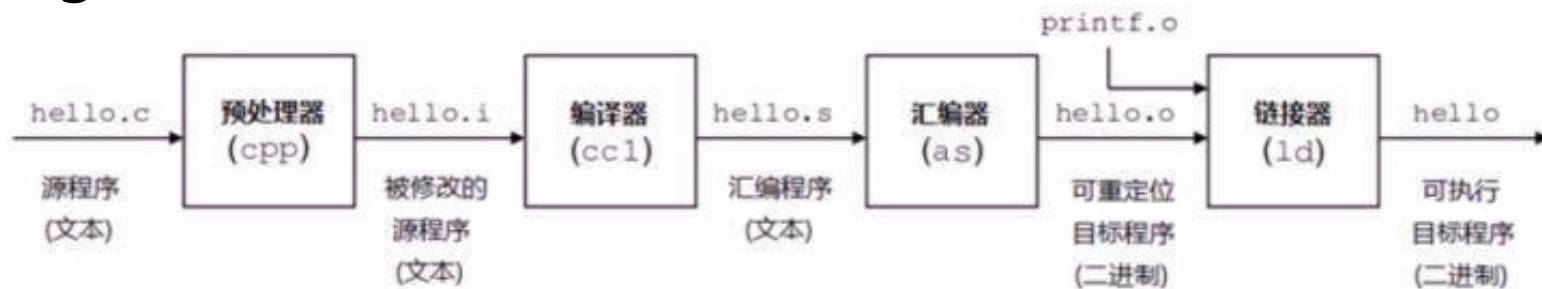 printf.o
hello.c
预处理器
(cpp)
hello.i
编译器
(cc1)
hello.s
汇编器
(as)
hello.o
链接器
(ld)
hello
源程序
(文本)
被修改的
源程序
(文本)
汇编程序
(文本)
可重定位
目标程序
(二进制)
可执行
目标程序
(二进制)